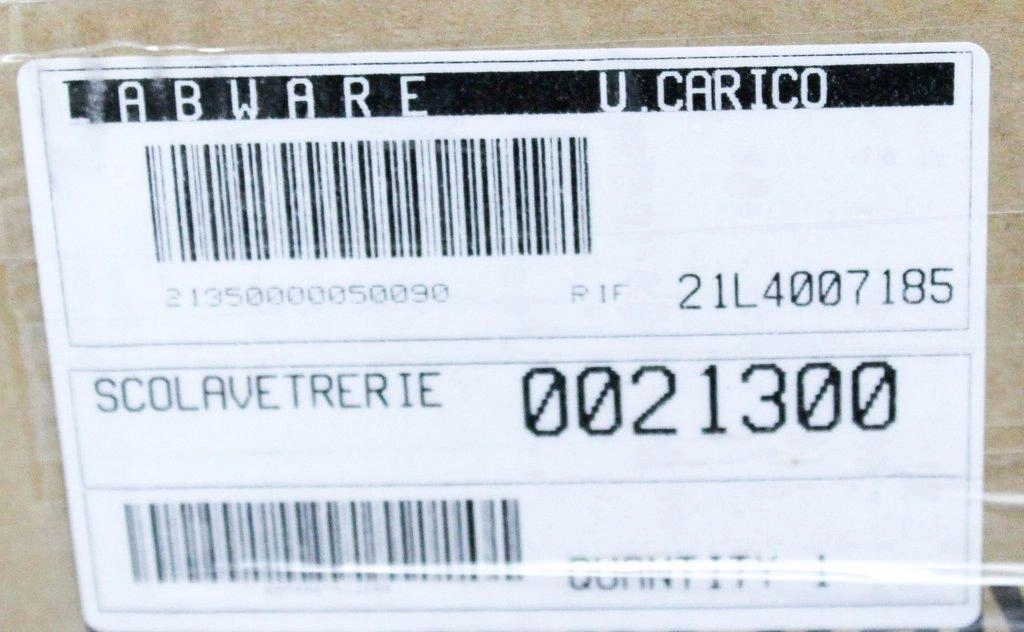 LABWARE U.CARICO
21350000050090 RIF 21L4007185
SCOLAVETRERIE 0021300
QUANTITY 1